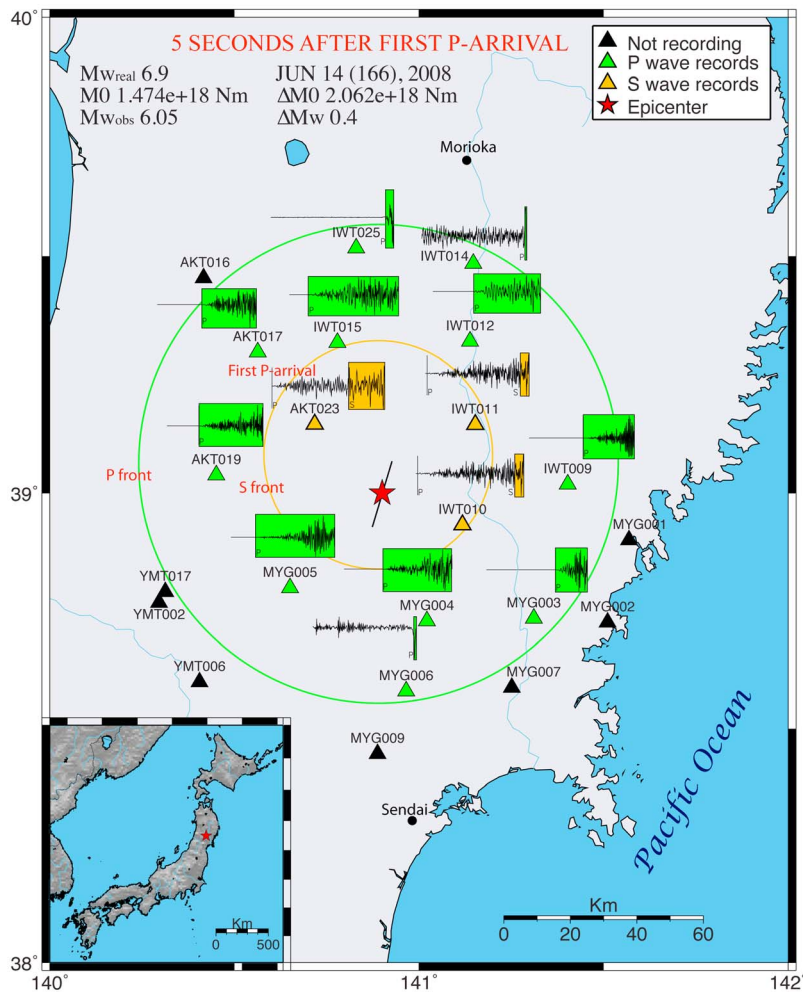 40°
5 SECONDS AFTER FIRST P-ARRIVAL
Mwreal 6.9
JUN 14 (166), 2008
M0 1.474e+18 Nm
ΔM0 2.062e+18 Nm
Mwobs 6.05
ΔMw 0.4
Not recording
P wave records
S wave records
Epicenter
Morioka
IWT025
P
IWT014
P
AKT016
P
AKT017
P
IWT015
P
IWT012
First P-arrival
P
S
AKT023
P
S
IWT011
P
AKT019
P
IWT009
39°
P front
S front
P
S
IWT010
MYG001
P
MYG005
P
MYG004
P
MYG003
MYG002
YMT017
YMT002
P
MYG006
YMT006
MYG007
MYG009
Sendai
Pacific Ocean
Km
0 500
Km
0 20 40 60
38°
140°
141°
142°